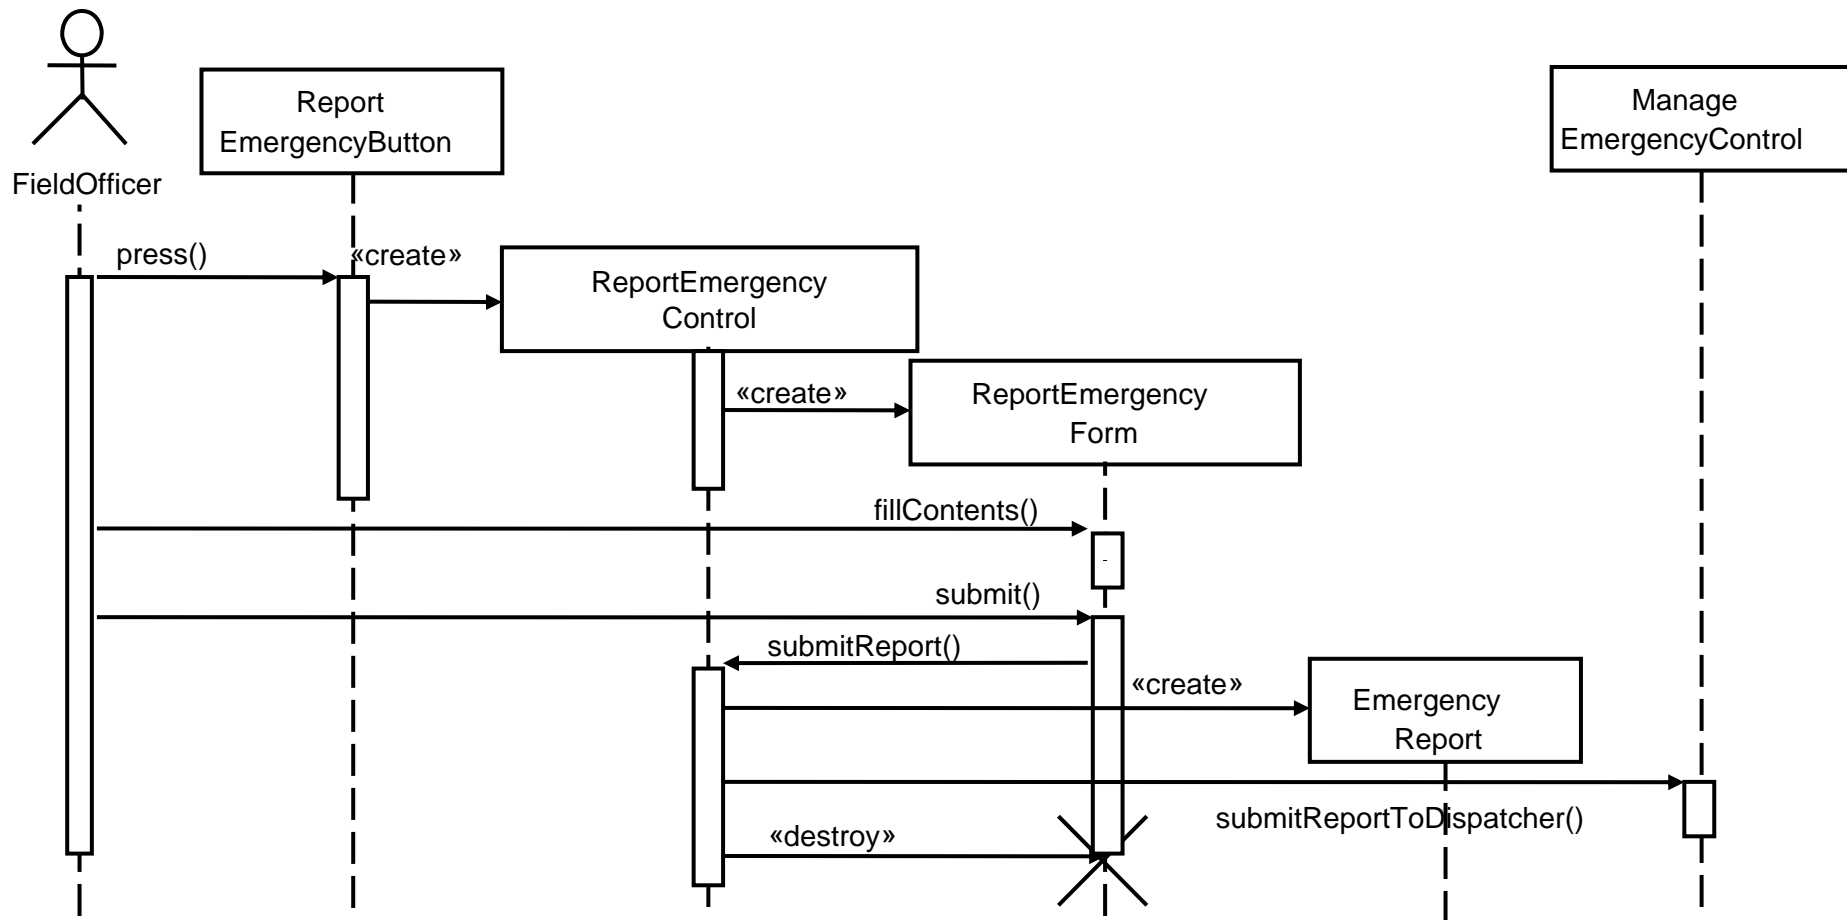 Report
EmergencyButton
Manage
EmergencyControl
FieldOfficer
press()
«create»
ReportEmergency
Control
«create»
ReportEmergency
Form
fillContents()
submit()
submitReport()
«create»
Emergency
Report
submitReportToDispatcher()
«destroy»